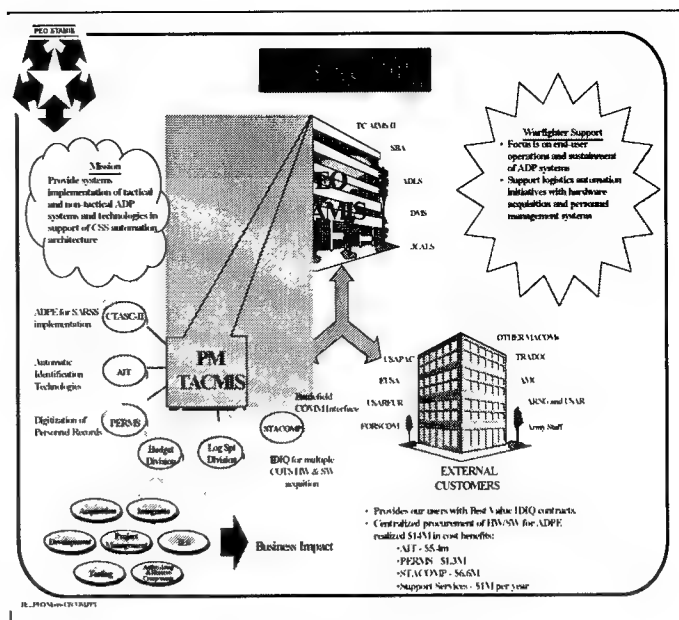 PEO STAMIS
Mission
Provide systems
implementation of tactical
and non-tactical ADP
systems and technologies in
support of CSS automation
architecture
TC AIMS II
SBA
ADLS
DMS
JCALS
Warfighter Support
• Focus is on end-user
operations and sustainment
of ADP systems
• Support logistics automation
initiatives with hardware
acquisition and personnel
management systems
ADPE for SARSS
implementation
CTASC-II
Automatic
Identification
Technologies
AIT
Digitization of
Personnel Records
PERMS
PM
TACMIS
Budget
Division
Log Spt
Division
STACOMP
Battlefield
COMM Interface
IDIQ for multiple
COTS HW & SW
acquition
USAPAC
EUSA
USAREUR
FORSCOM
OTHER MACOMs
TRADOC
AMC
ARNG and USAR
Army Staff
EXTERNAL
CUSTOMERS
Acquisition
Integrate
Development
Project
Management
Testing
Business Impact
• Provides our users with Best Value IDIQ contracts.
• Centralized procurement of HW/SW for ADPE
realized $14M in cost benefits:
•AIT - $5.4m
•PERMS - $1.3M
•STACOMP - $6.6M
•Support Services - $1M per year